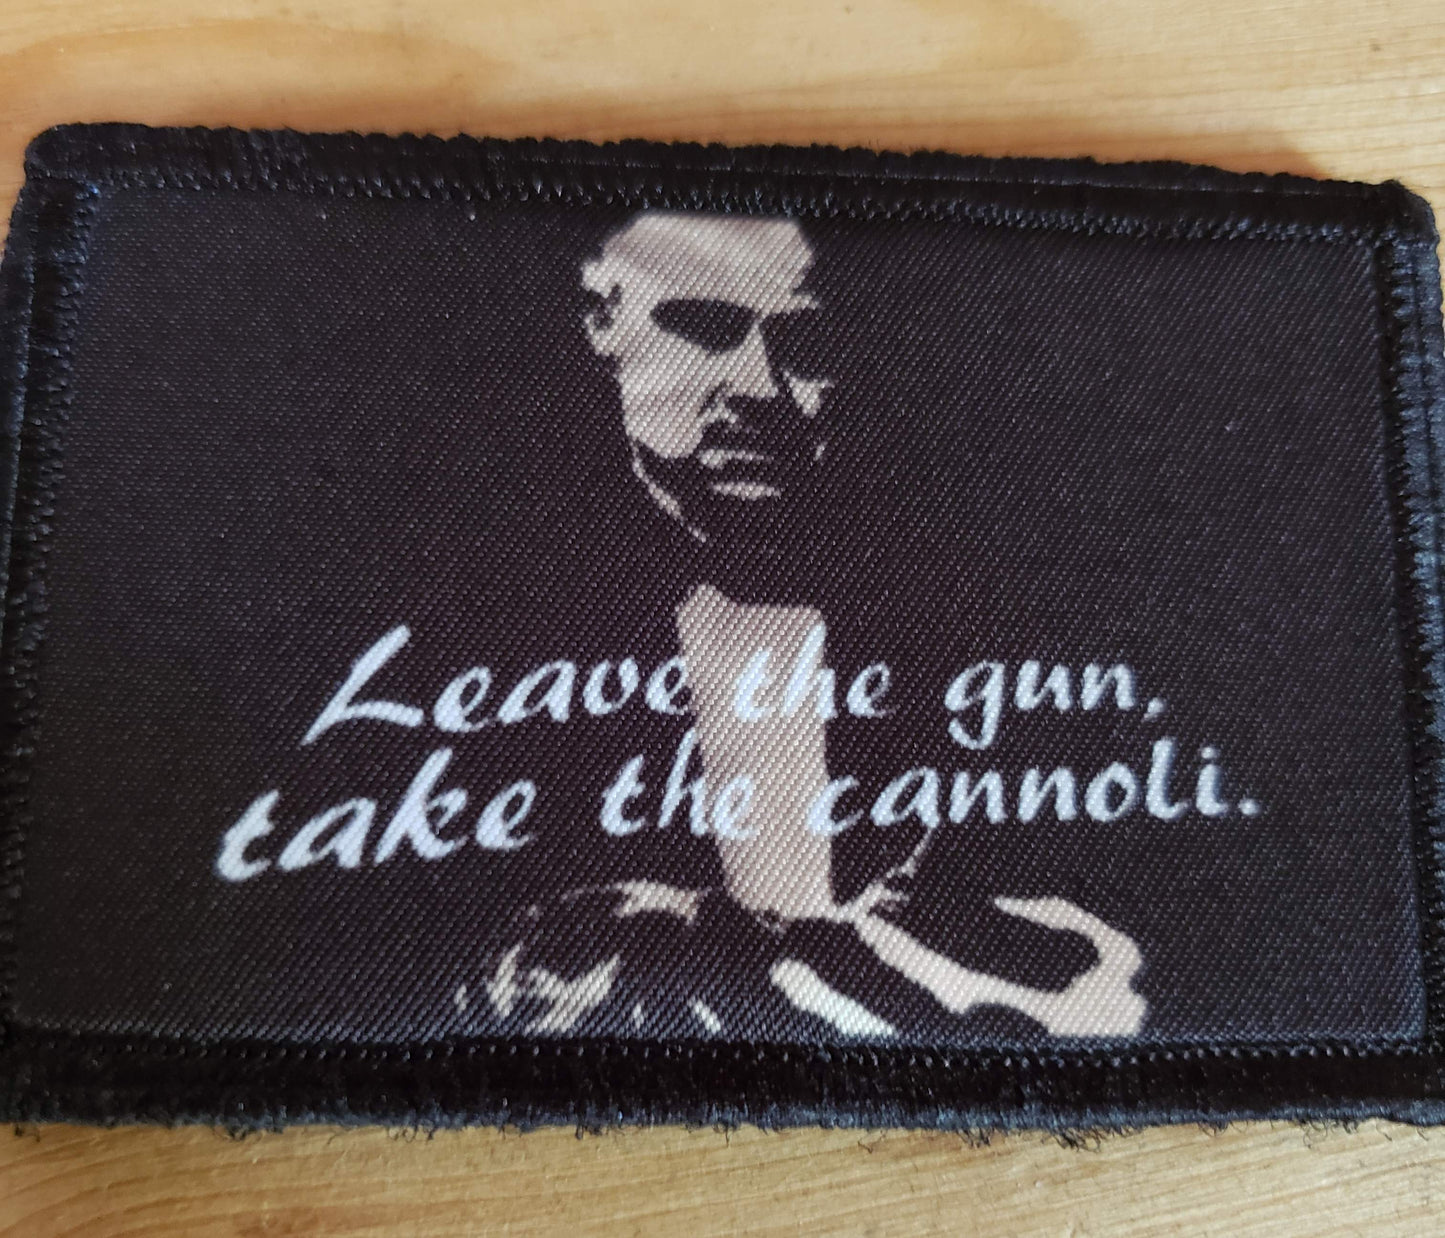 Leave the gun,
take the cannoli.